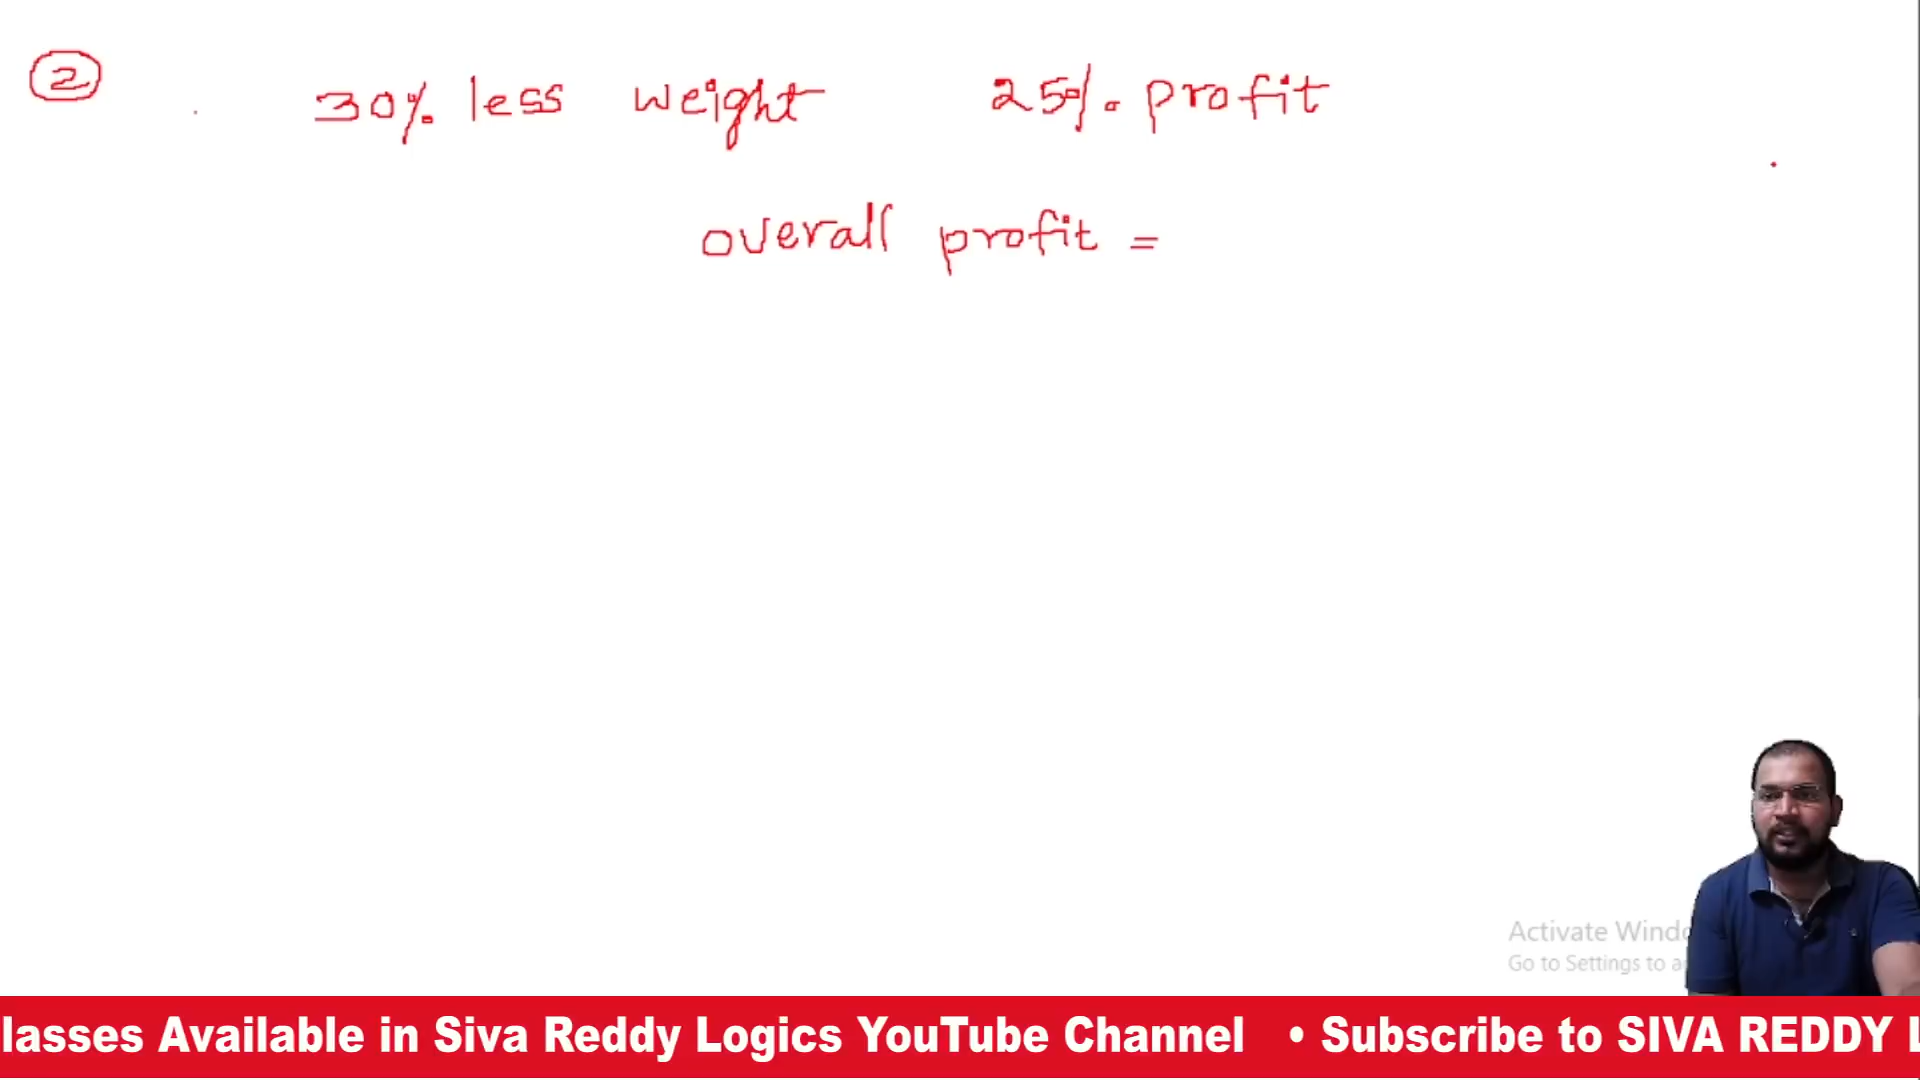 2
30% less weight 25%. profit
overall profit =
Activate Windo
Go to Settings to a
lasses Available in Siva Reddy Logics YouTube Channel • Subscribe to SIVA REDDY L